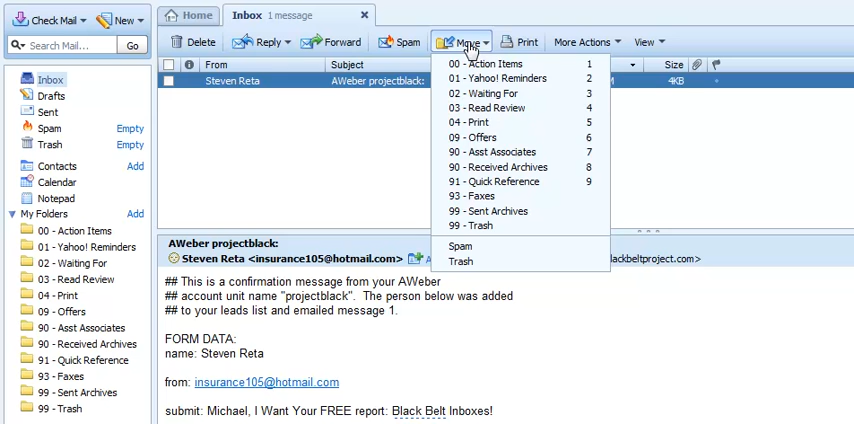 Check Mail New
Search Mail... Go
Inbox
Drafts
Sent
Spam Empty
Trash Empty
Contacts Add
Calendar
Notepad
My Folders Add
00 - Action Items
01 - Yahoo! Reminders
02 - Waiting For
03 - Read Review
04 - Print
09 - Offers
90 - Asst Associates
90 - Received Archives
91 - Quick Reference
93 - Faxes
99 - Sent Archives
99 - Trash
Home Inbox 1 message
Delete Reply Forward Spam Move Print More Actions View
From Subject Size
Steven Reta AWeber projectblack: 4KB
00 - Action Items 1
01 - Yahoo! Reminders 2
02 - Waiting For 3
03 - Read Review 4
04 - Print 5
09 - Offers 6
90 - Asst Associates 7
90 - Received Archives 8
91 - Quick Reference 9
93 - Faxes
99 - Sent Archives
99 - Trash
Spam
Trash
AWeber projectblack:
Steven Reta <insurance105@hotmail.com> lackbeltproject.com>
## This is a confirmation message from your AWeber
## account unit name "projectblack". The person below was added
## to your leads list and emailed message 1.
FORM DATA:
name: Steven Reta
from: insurance105@hotmail.com
submit: Michael, I Want Your FREE report: Black Belt Inboxes!